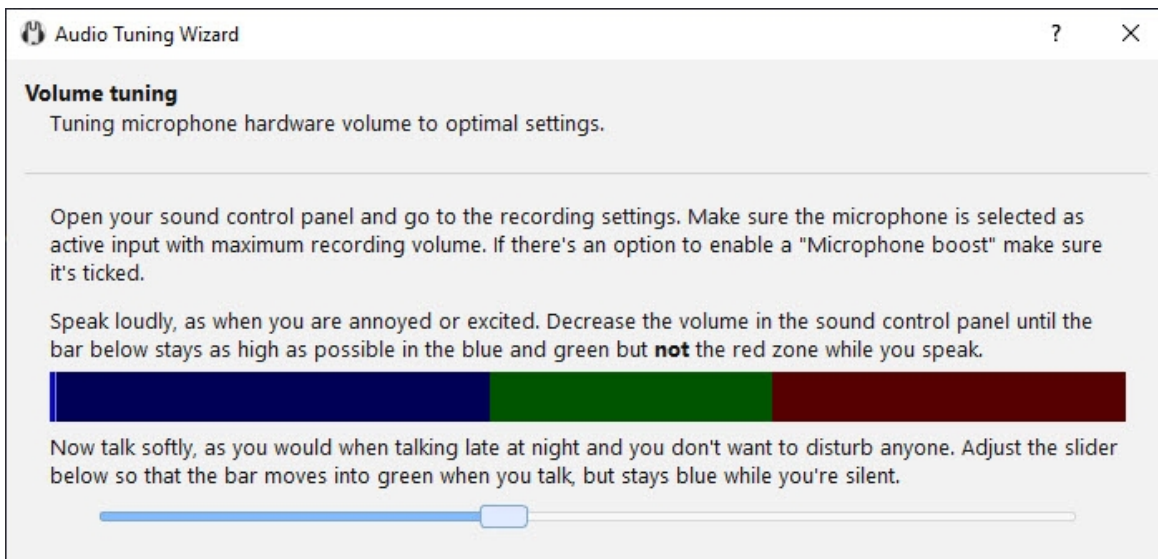 Audio Tuning Wizard ? ×
Volume tuning
Tuning microphone hardware volume to optimal settings.
Open your sound control panel and go to the recording settings. Make sure the microphone is selected as
active input with maximum recording volume. If there's an option to enable a "Microphone boost" make sure
it's ticked.
Speak loudly, as when you are annoyed or excited. Decrease the volume in the sound control panel until the
bar below stays as high as possible in the blue and green but not the red zone while you speak.
Now talk softly, as you would when talking late at night and you don't want to disturb anyone. Adjust the slider
below so that the bar moves into green when you talk, but stays blue while you're silent.